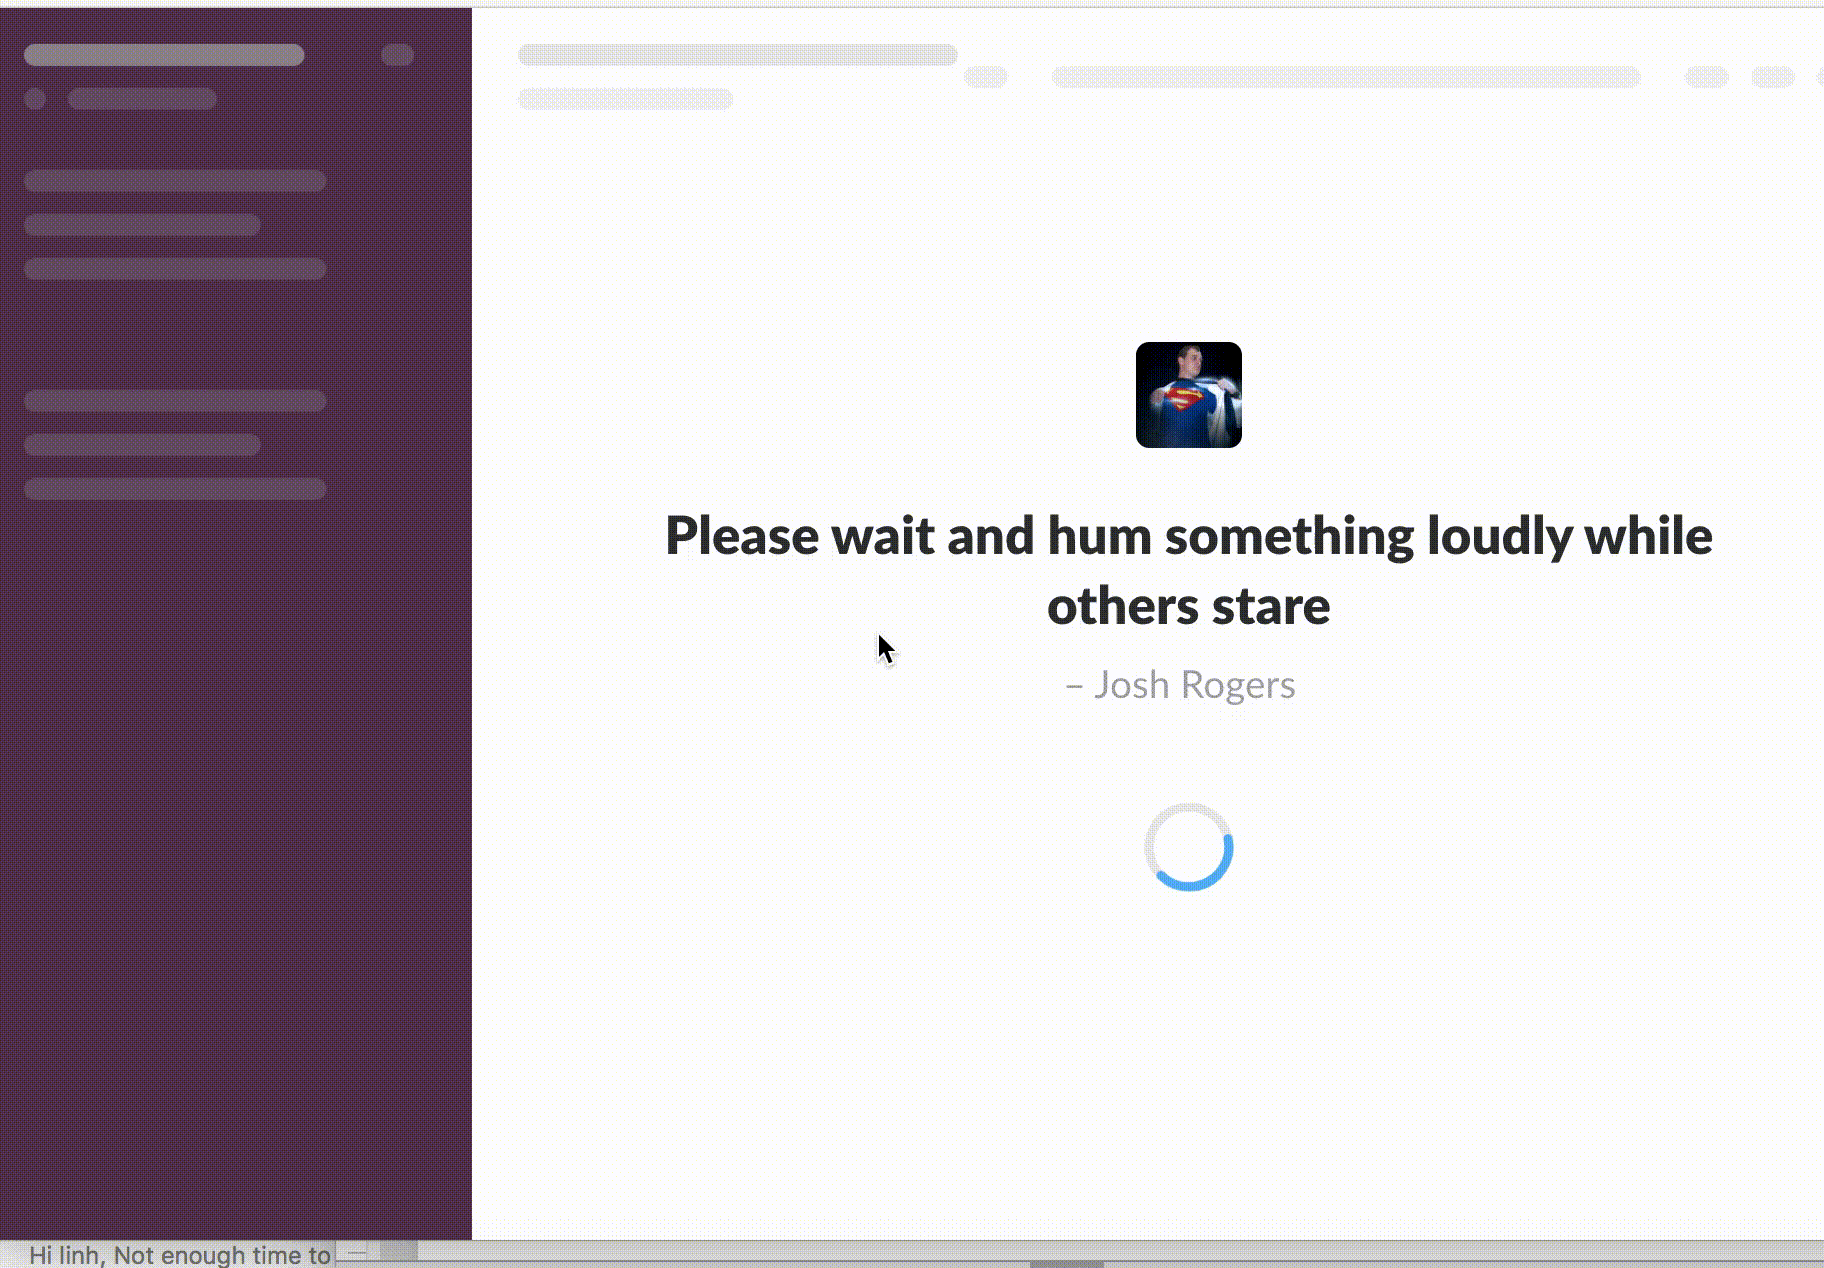 Please wait and hum something loudly while
others stare
– Josh Rogers
Hi linh, Not enough time to